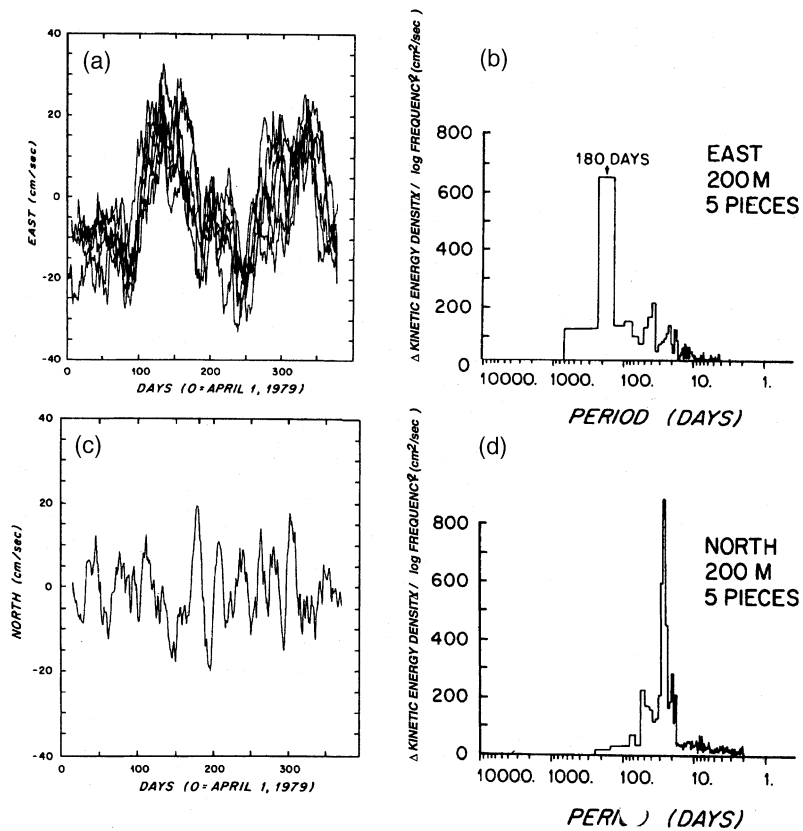 (a)
40
20
0
-20
-40
EAST (cm/sec)
0 100 200 300
DAYS (0=APRIL 1, 1979)
(b)
Δ KINETIC ENERGY DENSITY/ log FREQUENCY (cm²/sec)
800
600
400
200
0
180 DAYS
EAST
200 M
5 PIECES
10000. 1000. 100. 10. 1.
PERIOD (DAYS)
(c)
40
20
0
-20
-40
NORTH (cm/sec)
0 100 200 300
DAYS (0=APRIL 1, 1979)
(d)
Δ KINETIC ENERGY DENSITY/ log FREQUENCY (cm²/sec)
800
600
400
200
0
NORTH
200 M
5 PIECES
10000. 1000. 100. 10. 1.
(DAYS)